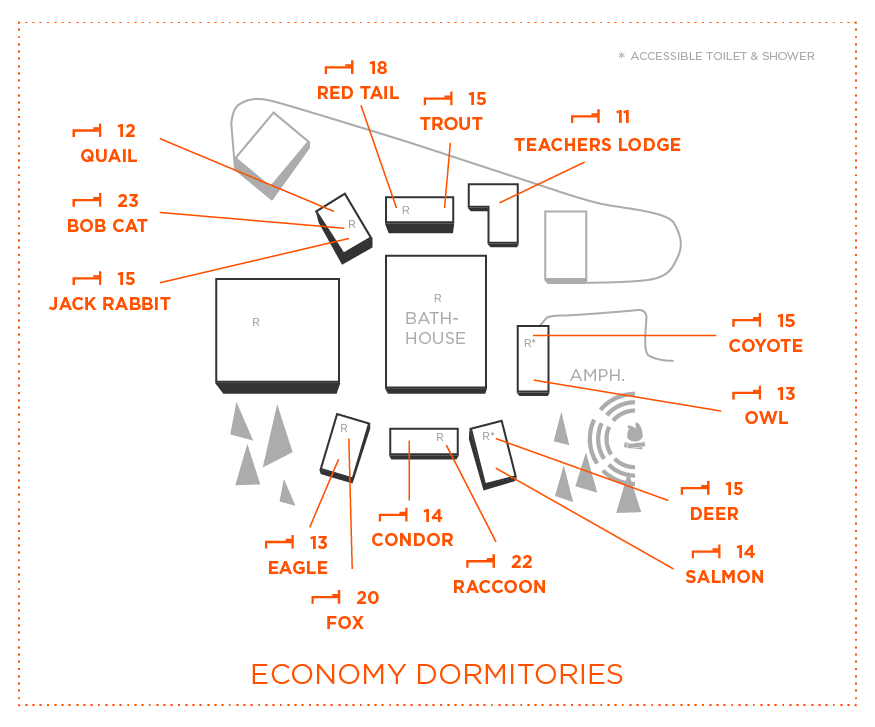 * ACCESSIBLE TOILET & SHOWER
18
RED TAIL
15
TROUT
11
TEACHERS LODGE
12
QUAIL
23
BOB CAT
15
JACK RABBIT
R
R
R
R
BATH-
HOUSE
R*
15
COYOTE
AMPH.
13
OWL
R
R
R*
15
DEER
13
EAGLE
14
CONDOR
14
SALMON
22
RACCOON
20
FOX
ECONOMY DORMITORIES